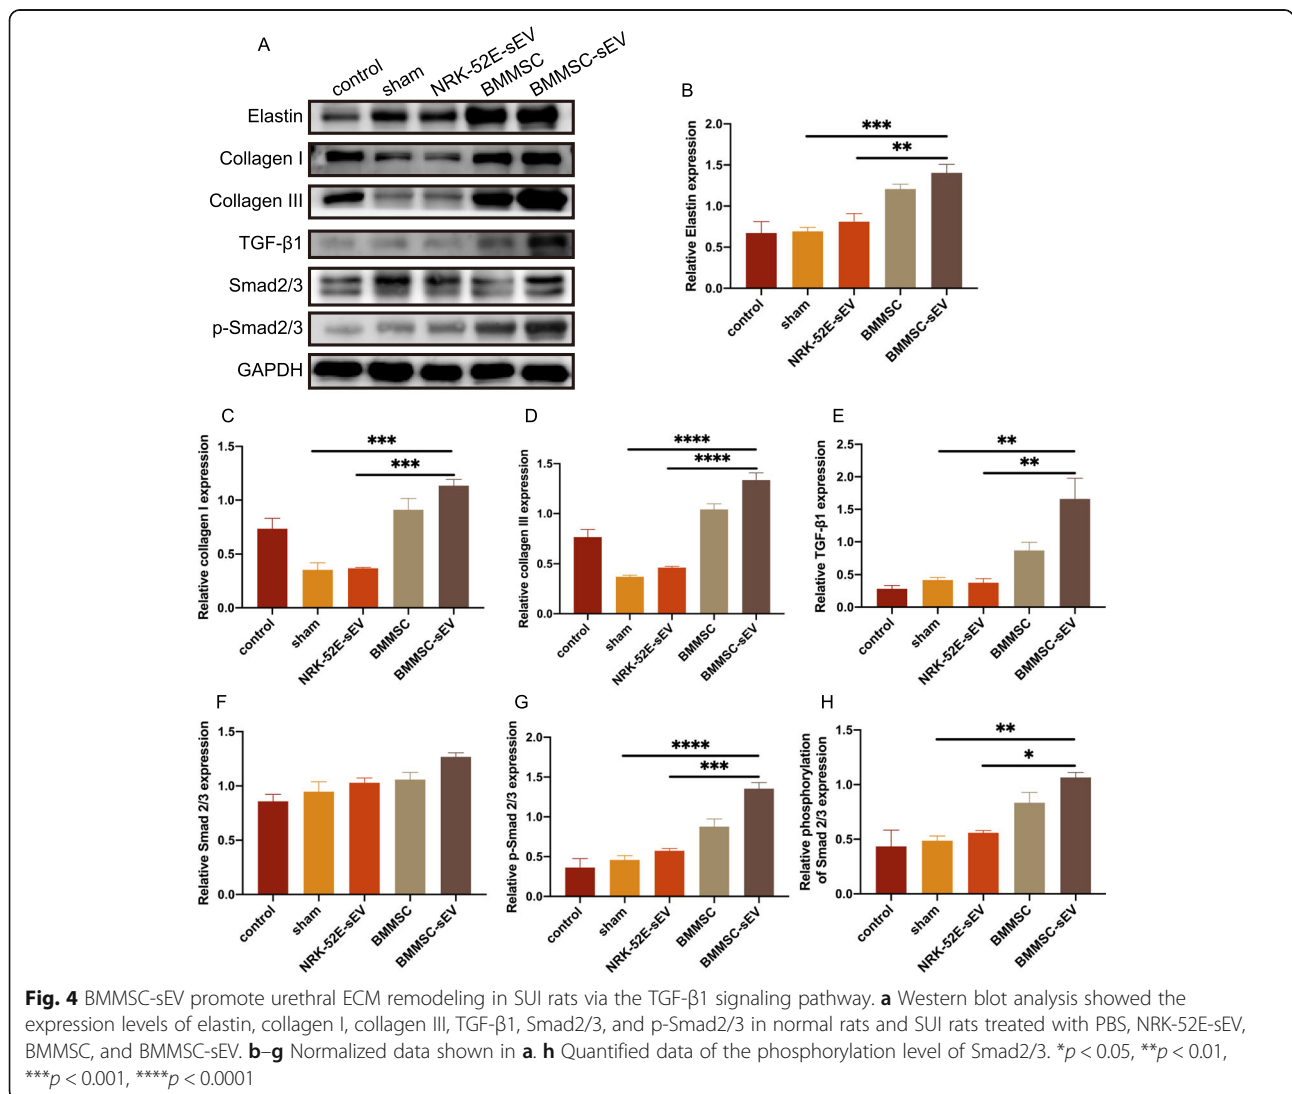 A
control
sham
NRK-52E-sEV
BMMSC
BMMSC-sEV
Elastin
Collagen I
Collagen III
TGF-β1
Smad2/3
p-Smad2/3
GAPDH
B
Relative Elastin expression
2.0
1.5
1.0
0.5
0.0
***
**
control
sham
NRK-52E-sEV
BMMSC
BMMSC-sEV
C
Relative collagen I expression
1.5
1.0
0.5
0.0
***
***
control
sham
NRK-52E-sEV
BMMSC
BMMSC-sEV
D
Relative collagen III expression
1.5
1.0
0.5
0.0
****
****
control
sham
NRK-52E-sEV
BMMSC
BMMSC-sEV
E
Relative TGF-β1 expression
2.5
2.0
1.5
1.0
0.5
0.0
**
**
control
sham
NRK-52E-sEV
BMMSC
BMMSC-sEV
F
Relative Smad 2/3 expression
1.5
1.0
0.5
0.0
control
sham
NRK-52E-sEV
BMMSC
BMMSC-sEV
G
Relative p-Smad 2/3 expression
2.0
1.5
1.0
0.5
0.0
****
***
control
sham
NRK-52E-sEV
BMMSC
BMMSC-sEV
H
Relative phosphorylation
of Smad 2/3 expression
1.5
1.0
0.5
0.0
**
*
control
sham
NRK-52E-sEV
BMMSC
BMMSC-sEV
Fig. 4 BMMSC-sEV promote urethral ECM remodeling in SUI rats via the TGF-β1 signaling pathway. a Western blot analysis showed the
expression levels of elastin, collagen I, collagen III, TGF-β1, Smad2/3, and p-Smad2/3 in normal rats and SUI rats treated with PBS, NRK-52E-sEV,
BMMSC, and BMMSC-sEV. b–g Normalized data shown in a. h Quantified data of the phosphorylation level of Smad2/3. *p < 0.05, **p < 0.01,
***p < 0.001, ****p < 0.0001